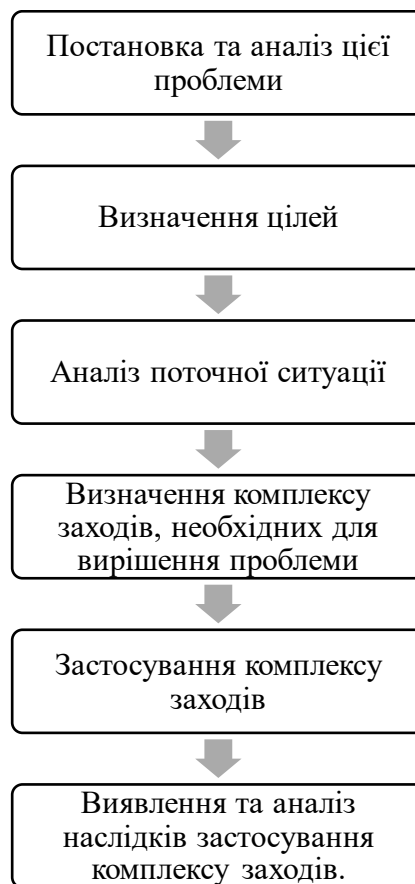 Постановка та аналіз цієї
проблеми
Визначення цілей
Аналіз поточної ситуації
Визначення комплексу
заходів, необхідних для
вирішення проблеми
Застосування комплексу
заходів
Виявлення та аналіз
наслідків застосування
комплексу заходів.